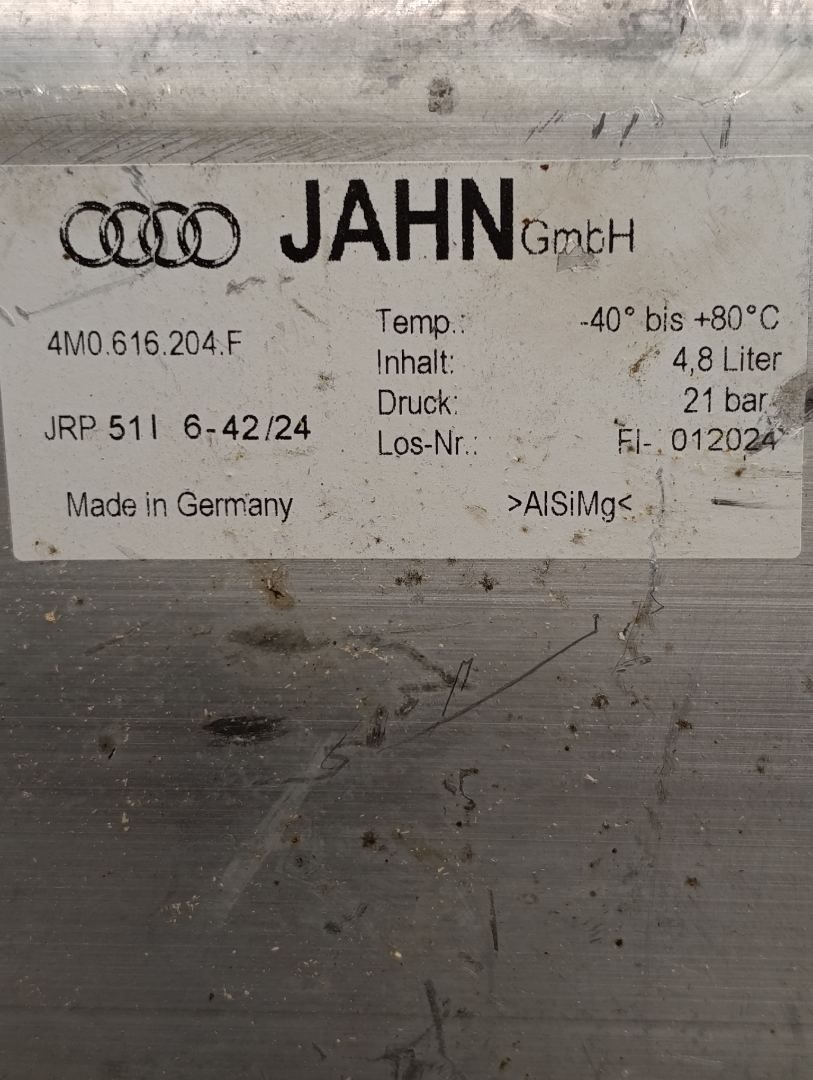 JAHN GmbH
4M0.616.204.F
JRP 51I 6-42/24
Made in Germany
Temp.: -40° bis +80°C
Inhalt: 4,8 Liter
Druck: 21 bar
Los-Nr.: FI- 012024
>AlSiMg<